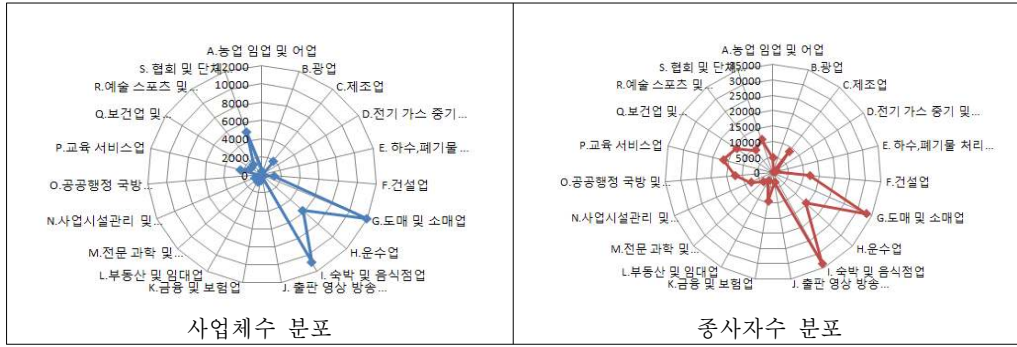 A.농업 임업 및 어업
B.광업
C.제조업
D.전기 가스 중기...
E. 하수,폐기물...
F.건설업
G.도매 및 소매업
H.운수업
I. 숙박 및 음식점업
J. 출판 영상 방송...
K.금융 및 보험업
L.부동산 및 임대업
M.전문 과학 및...
N.사업시설관리 및...
O.공공행정 국방...
P.교육 서비스업
Q.보건업 및...
R.예술 스포츠 및...
S. 협회 및 단체...
12000
10000
8000
6000
4000
2000
0
사업체수 분포
A.농업 임업 및 어업
B.광업
C.제조업
D.전기 가스 중기 및...
E. 하수,폐기물 처리...
F.건설업
G.도매 및 소매업
H.운수업
I. 숙박 및 음식점업
J. 출판 영상 방송...
K.금융 및 보험업
L.부동산 및 임대업
M.전문 과학 및...
N.사업시설관리 및...
O.공공행정 국방 및...
P.교육 서비스업
Q.보건업 및...
R.예술 스포츠 및...
S. 협회 및 단체...
35000
30000
25000
20000
15000
10000
5000
0
종사자수 분포